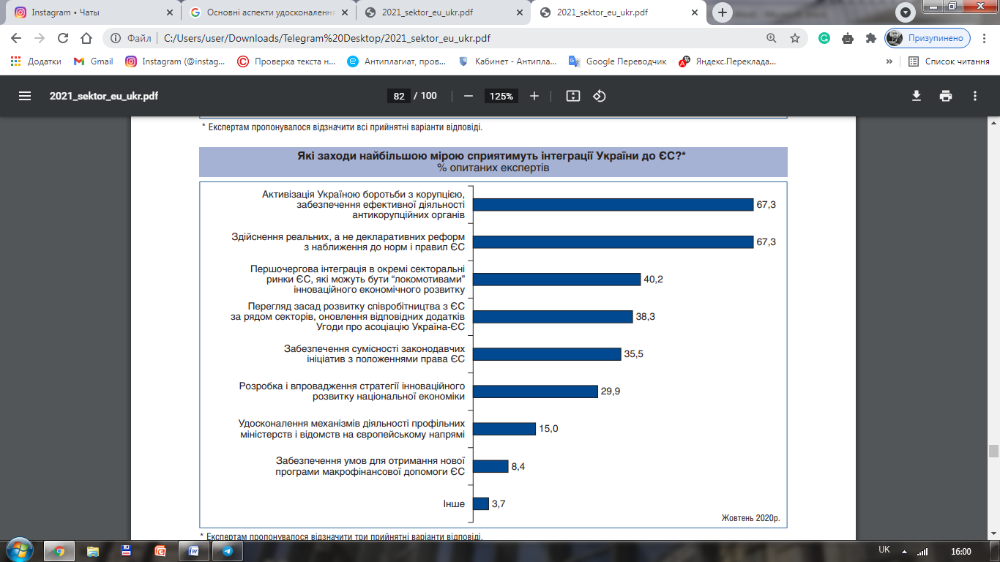 Instagram • Чаты
Основні аспекти удосконалення
2021_sektor_eu_ukr.pdf
2021_sektor_eu_ukr.pdf
Файл
C:/Users/user/Downloads/Telegram%20Desktop/2021_sektor_eu_ukr.pdf
Призупинено
Додатки
Gmail
Instagram (@instag...
Проверка текста н...
Антиплагиат, пров...
Кабинет - Антипла...
Google Переводчик
Яндекс.Переклада...
»
Список читання
2021_sektor_eu_ukr.pdf
82 / 100
125%
* Експертам пропонувалося відзначити всі прийнятні варіанти відповіді.
Які заходи найбільшою мірою сприятимуть інтеграції України до ЄС?*
% опитаних експертів
Активізація Україною боротьби з корупцією,
забезпечення ефективної діяльності
антикорупційних органів
67,3
Здійснення реальних, а не декларативних реформ
з наближення до норм і правил ЄС
67,3
Першочергова інтеграція в окремі секторальні
ринки ЄС, які можуть бути “локомотивами”
інноваційного економічного розвитку
40,2
Перегляд засад розвитку співробітництва з ЄС
за рядом секторів, оновлення відповідних додатків
Угоди про асоціацію Україна-ЄС
38,3
Забезпечення сумісності законодавчих
ініціатив з положеннями права ЄС
35,5
Розробка і впровадження стратегії інноваційного
розвитку національної економіки
29,9
Удосконалення механізмів діяльності профільних
міністерств і відомств на європейському напрямі
15,0
Забезпечення умов для отримання нової
програми макрофінансової допомоги ЄС
8,4
Інше
3,7
Жовтень 2020р.
* Експертам пропонувалося відзначити три прийнятні варіанти відповіді.
UK
16:00